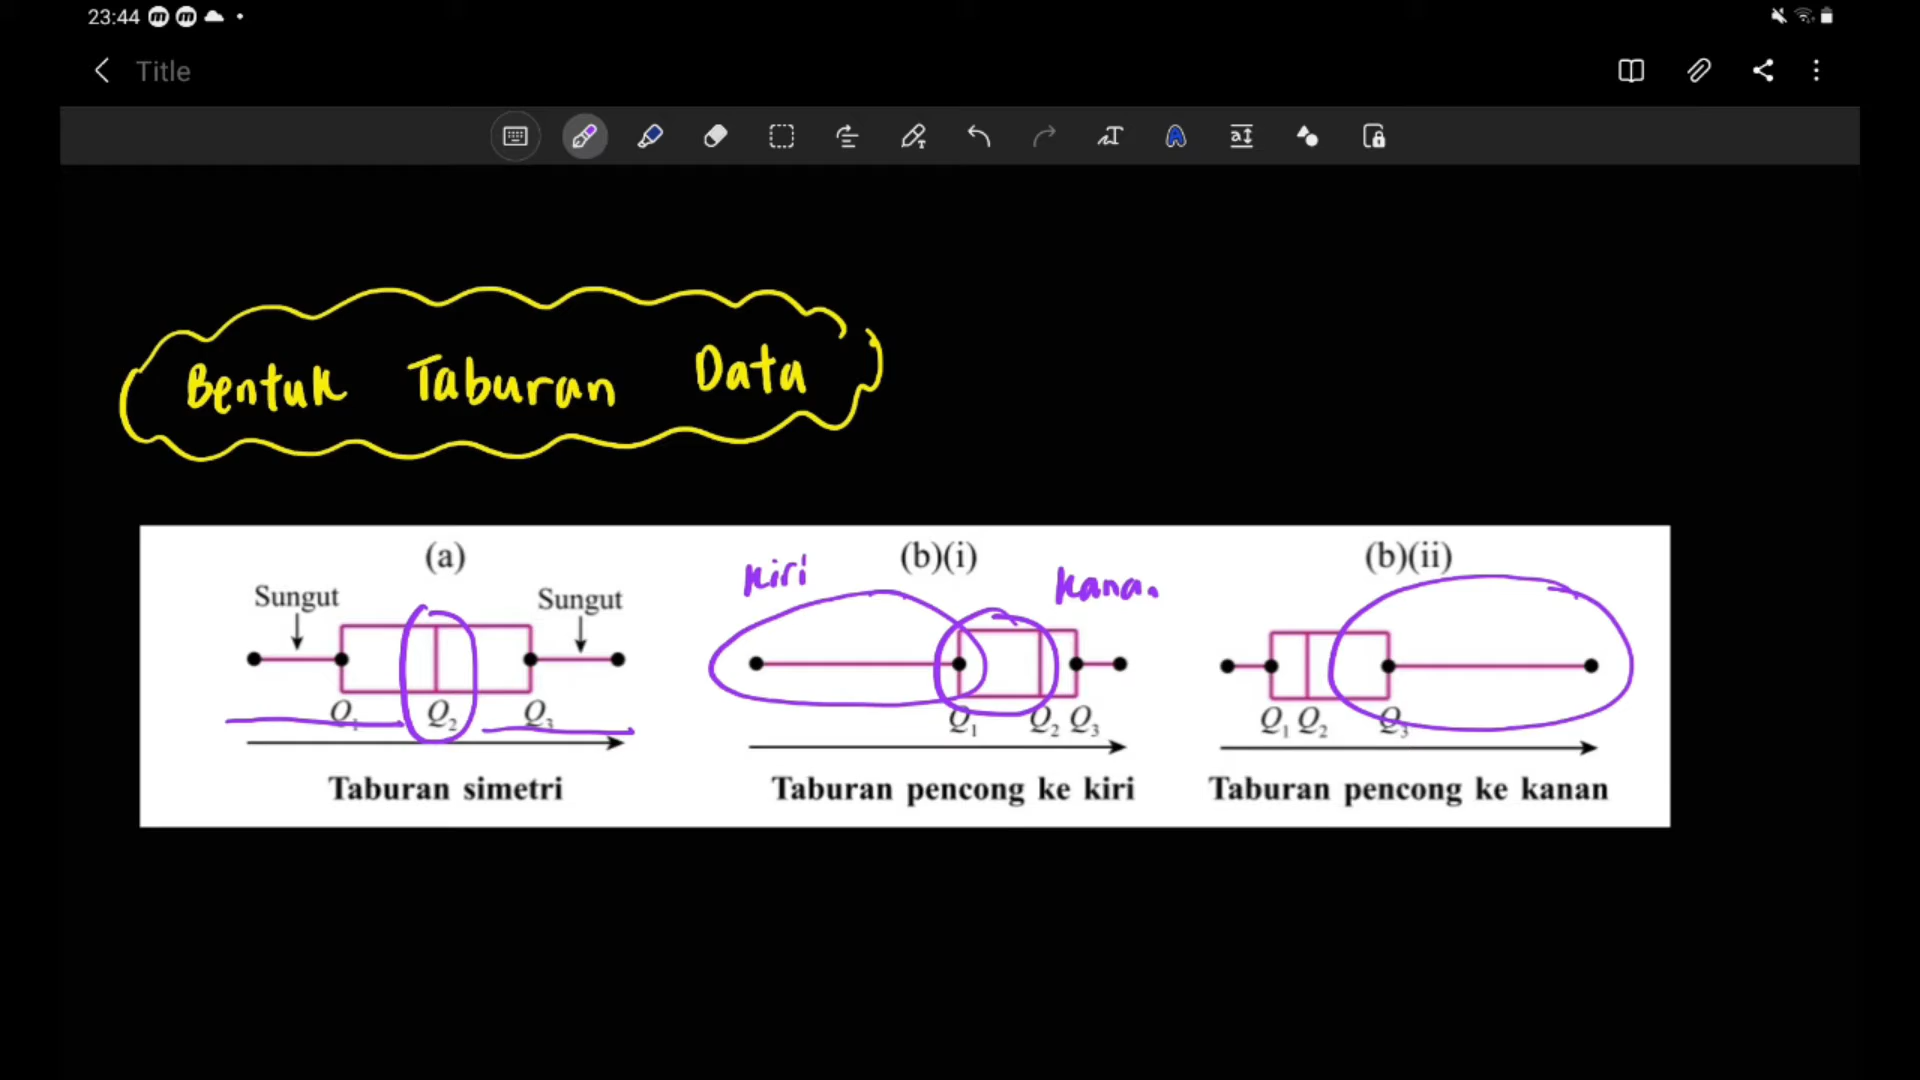 23:44
Title
Bentuk Taburan Data
(a)
Sungut
Sungut
Q1 Q2 Q3
Taburan simetri
(b)(i)
kiri
kana
Q1 Q2 Q3
Taburan pencong ke kiri
(b)(ii)
Q1 Q2 Q3
Taburan pencong ke kanan